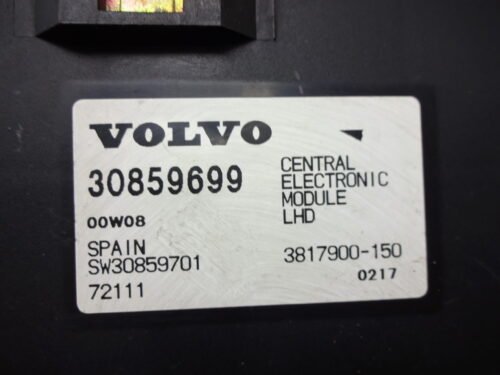 VOLVO
30859699
CENTRAL
ELECTRONIC
MODULE
LHD
00W08
SPAIN
SW30859701
3817900-150
72111
0217